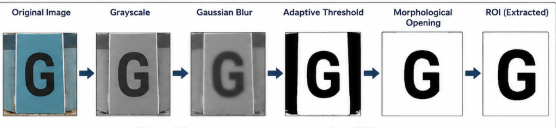 Original Image
Grayscale
Gaussian Blur
Adaptive Threshold
Morphological
Opening
ROI (Extracted)
G
G
G
G
G
G